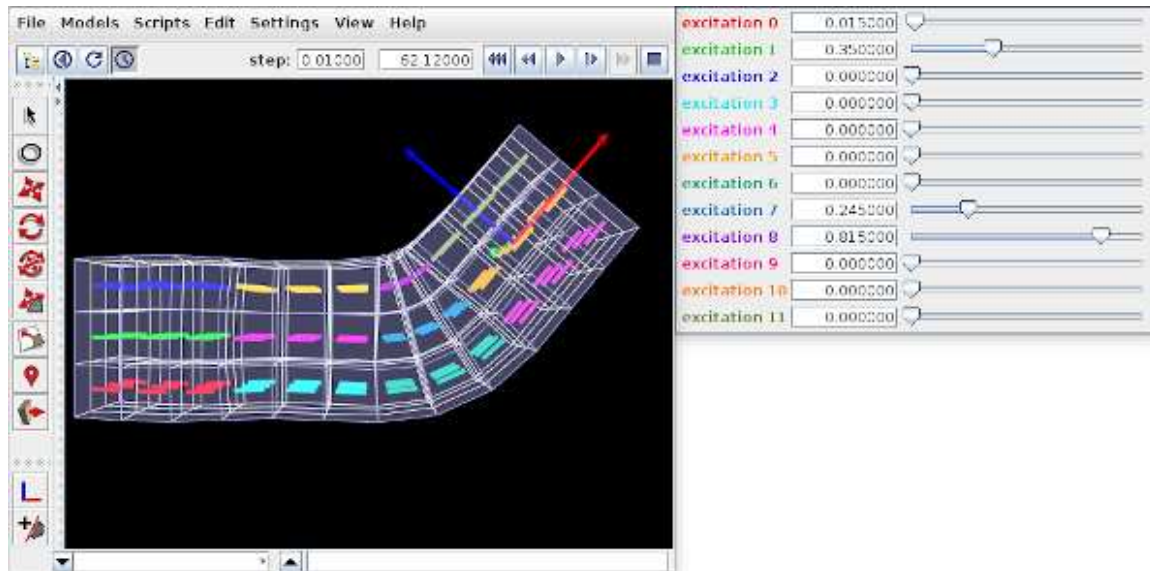 File Models Scripts Edit Settings View Help
step: 0.01000 62.12000
excitation 0 0.015000
excitation 1 0.350000
excitation 2 0.000000
excitation 3 0.000000
excitation 4 0.000000
excitation 5 0.000000
excitation 6 0.000000
excitation 7 0.245000
excitation 8 0.815000
excitation 9 0.000000
excitation 10 0.000000
excitation 11 0.000000